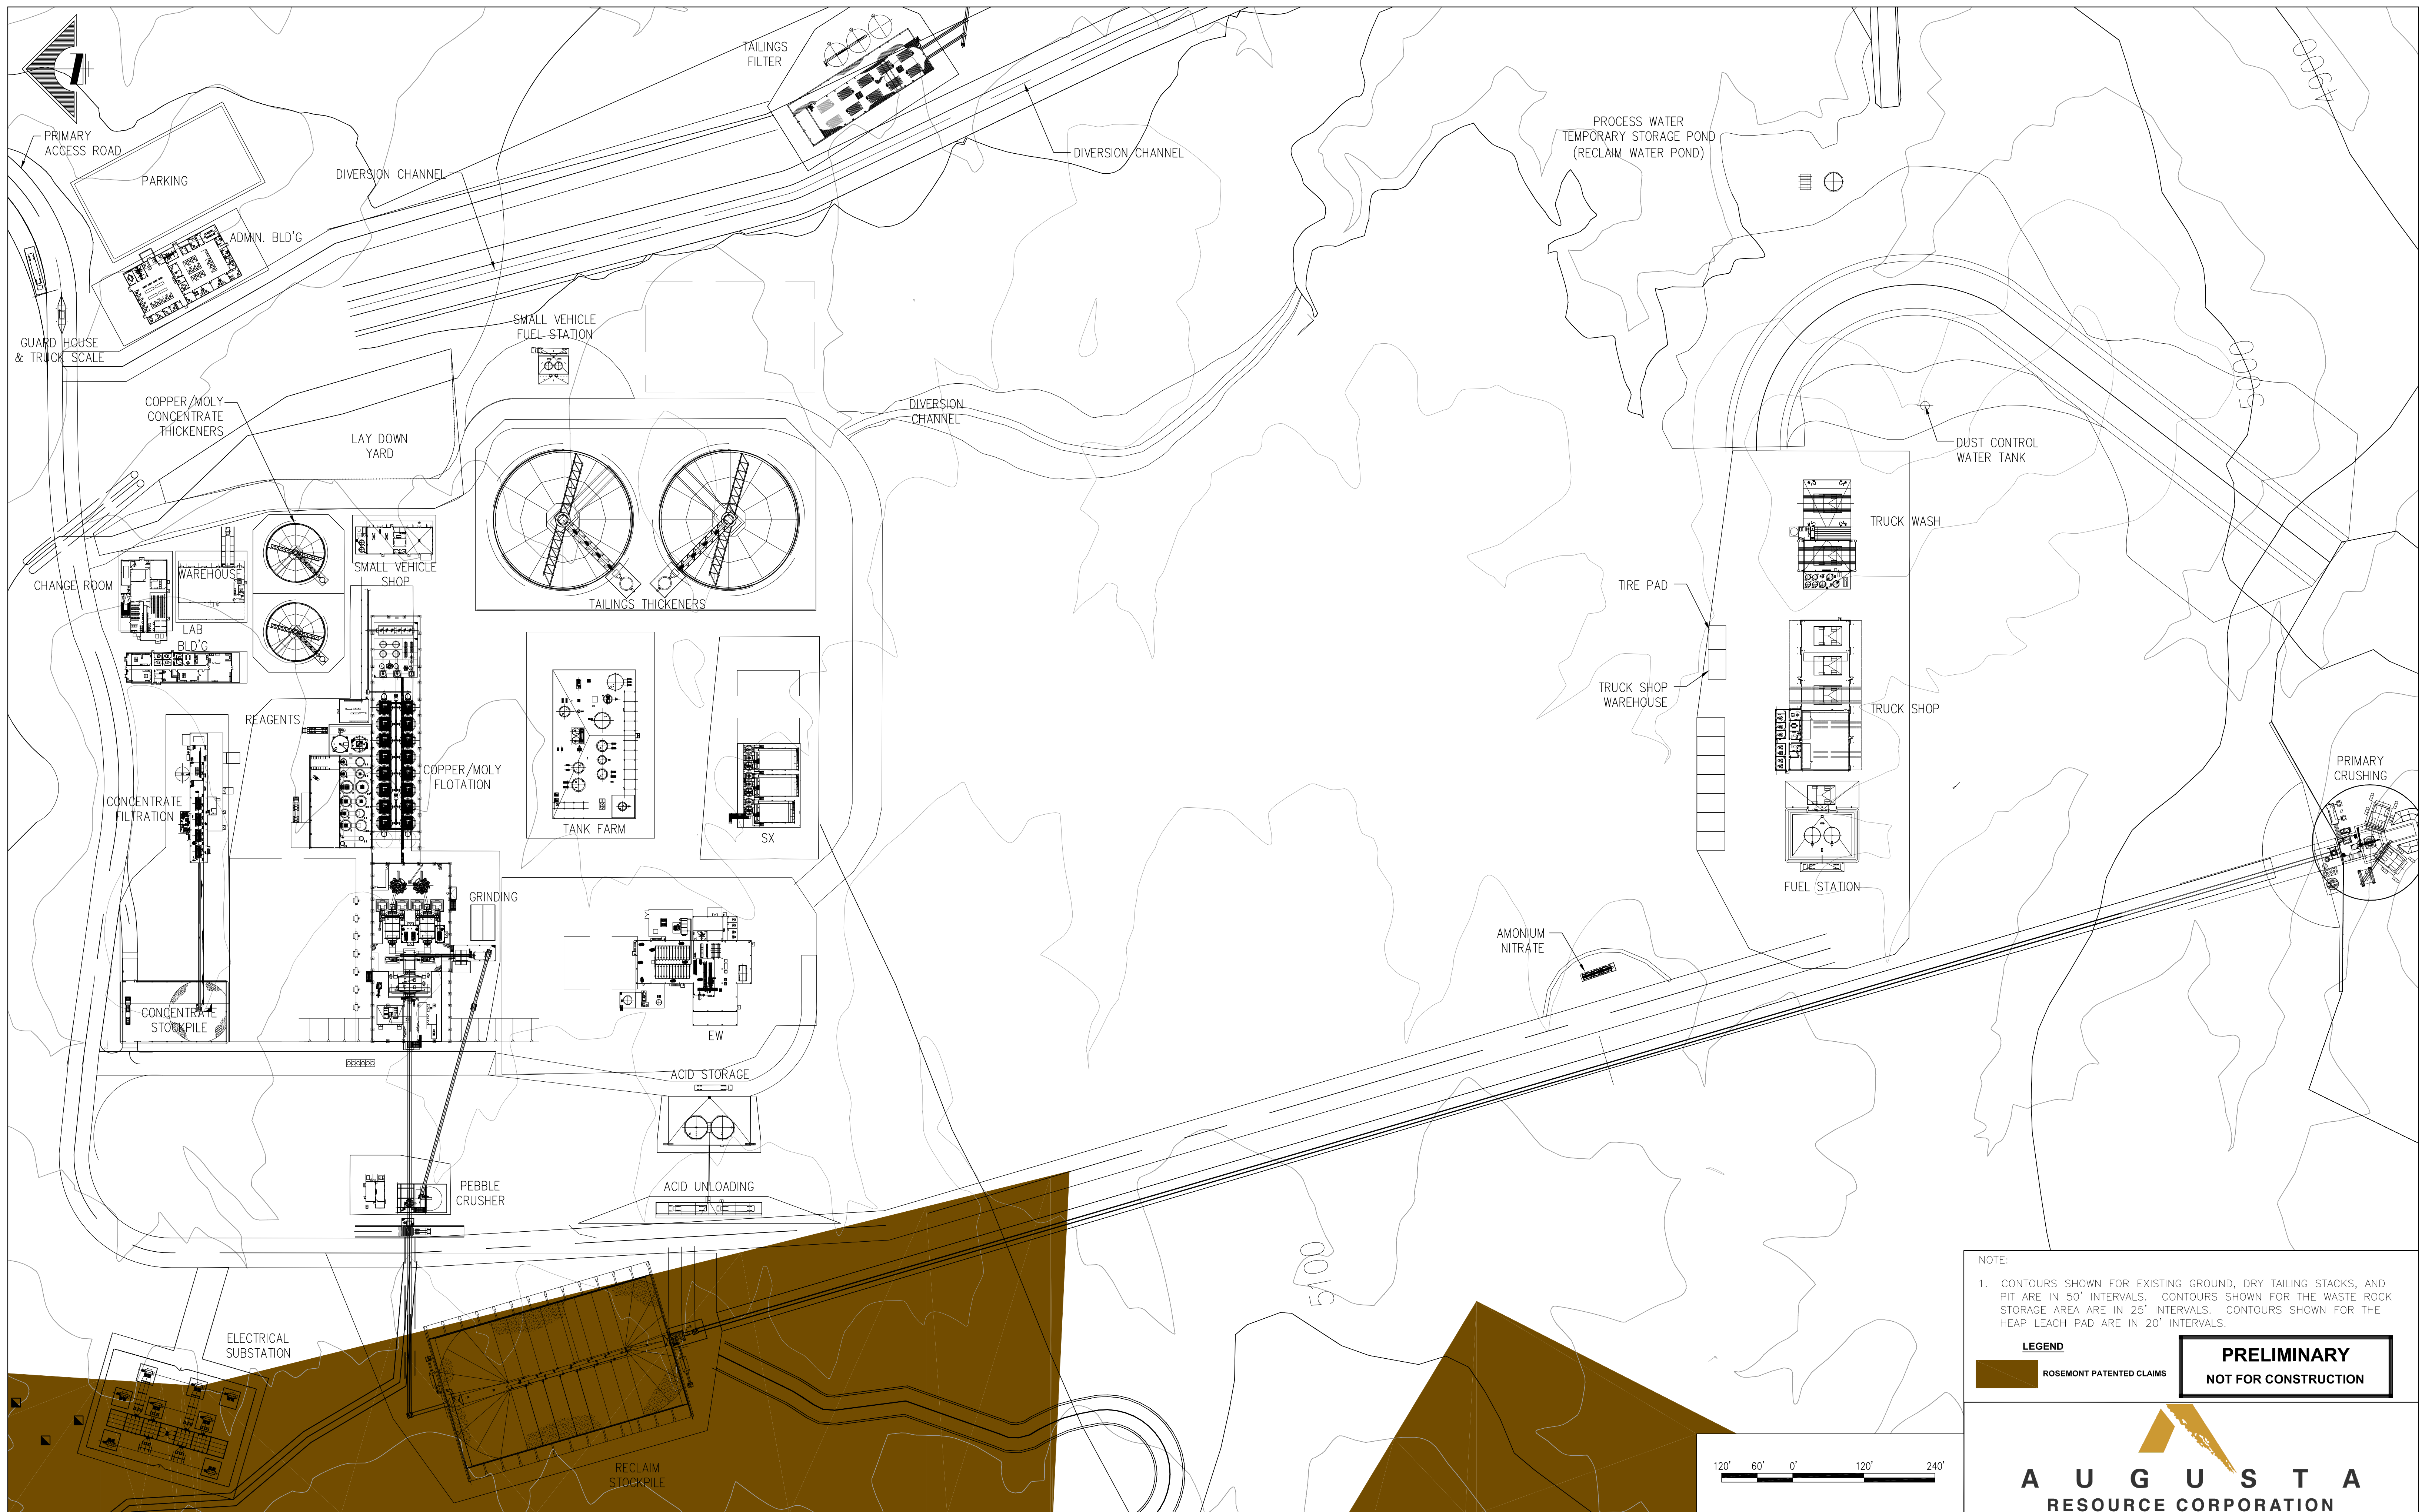 TAILINGS
FILTER
PRIMARY
ACCESS ROAD
PARKING
DIVERSION CHANNEL
DIVERSION CHANNEL
PROCESS WATER
TEMPORARY STORAGE POND
(RECLAIM WATER POND)
4900
ADMIN. BLD'G
GUARD HOUSE
& TRUCK SCALE
SMALL VEHICLE
FUEL STATION
COPPER/MOLY
CONCENTRATE
THICKENERS
LAY DOWN
YARD
DIVERSION
CHANNEL
5000
DUST CONTROL
WATER TANK
TRUCK WASH
CHANGE ROOM
WAREHOUSE
SMALL VEHICLE
SHOP
TAILINGS THICKENERS
TIRE PAD
LAB
BLD'G
TRUCK SHOP
WAREHOUSE
TRUCK SHOP
REAGENTS
COPPER/MOLY
FLOTATION
CONCENTRATE
FILTRATION
TANK FARM
SX
PRIMARY
CRUSHING
FUEL STATION
GRINDING
AMONIUM
NITRATE
CONCENTRATE
STOCKPILE
EW
ACID STORAGE
PEBBLE
CRUSHER
ACID UNLOADING
5100
ELECTRICAL
SUBSTATION
RECLAIM
STOCKPILE
NOTE:
1. CONTOURS SHOWN FOR EXISTING GROUND, DRY TAILING STACKS, AND
PIT ARE IN 50' INTERVALS. CONTOURS SHOWN FOR THE WASTE ROCK
STORAGE AREA ARE IN 25' INTERVALS. CONTOURS SHOWN FOR THE
HEAP LEACH PAD ARE IN 20' INTERVALS.
LEGEND
ROSEMONT PATENTED CLAIMS
PRELIMINARY
NOT FOR CONSTRUCTION
120' 60' 0' 120' 240'
AUGUSTA
RESOURCE CORPORATION